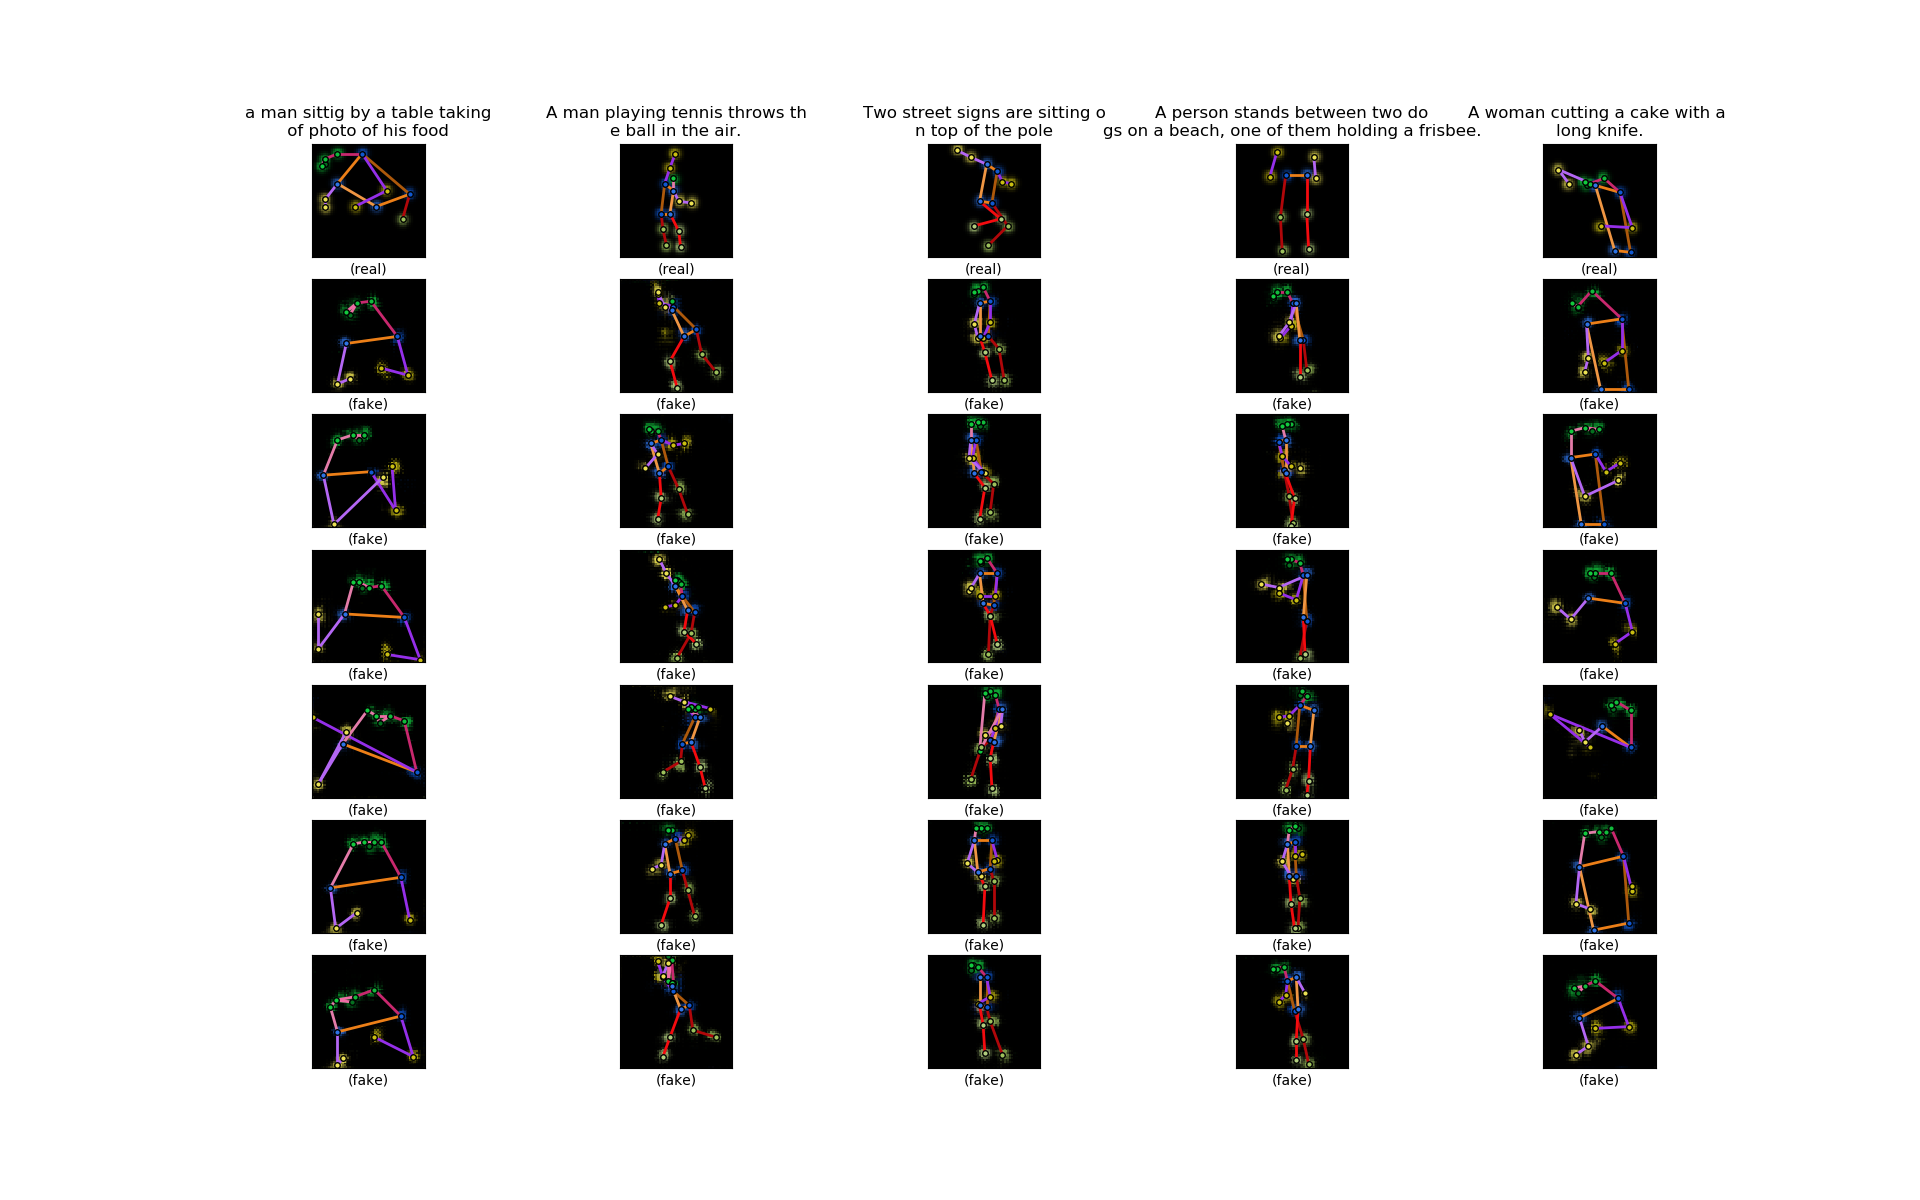 a man sittig by a table taking
of photo of his food
A man playing tennis throws th
e ball in the air.
Two street signs are sitting o
n top of the pole
A person stands between two do
gs on a beach, one of them holding a frisbee.
A woman cutting a cake with a
long knife.
(real) (real) (real) (real) (real)
(fake) (fake) (fake) (fake) (fake)
(fake) (fake) (fake) (fake) (fake)
(fake) (fake) (fake) (fake) (fake)
(fake) (fake) (fake) (fake) (fake)
(fake) (fake) (fake) (fake) (fake)
(fake) (fake) (fake) (fake) (fake)